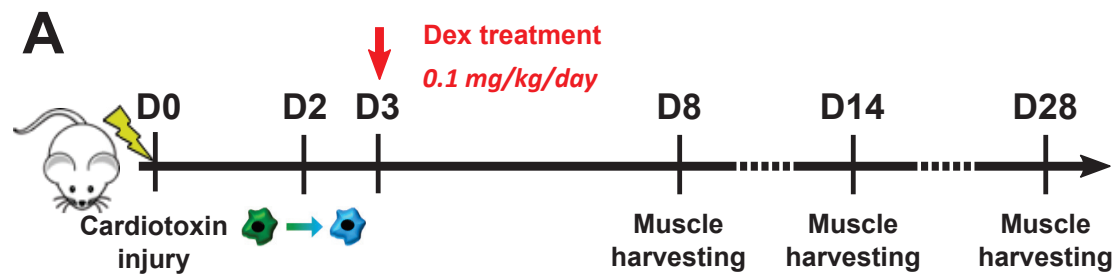 A
Dex treatment
0.1 mg/kg/day
D0 D2 D3 D8 D14 D28
Cardiotoxin
injury
Muscle
harvesting
Muscle
harvesting
Muscle
harvesting